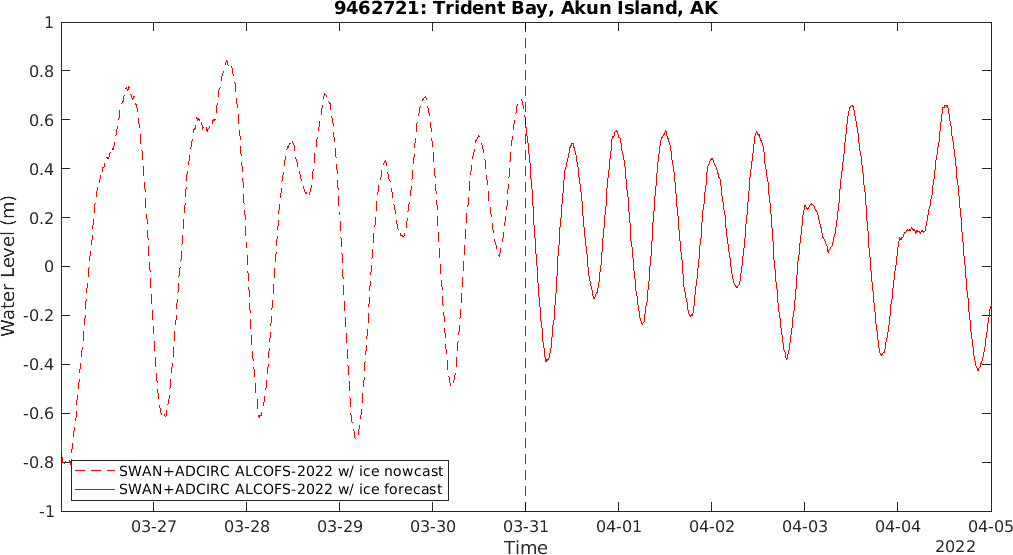 9462721: Trident Bay, Akun Island, AK
Water Level (m)
1
0.8
0.6
0.4
0.2
0
-0.2
-0.4
-0.6
-0.8
-1
SWAN+ADCIRC ALCOFS-2022 w/ ice nowcast
SWAN+ADCIRC ALCOFS-2022 w/ ice forecast
03-27 03-28 03-29 03-30 03-31 04-01 04-02 04-03 04-04 04-05
Time
2022